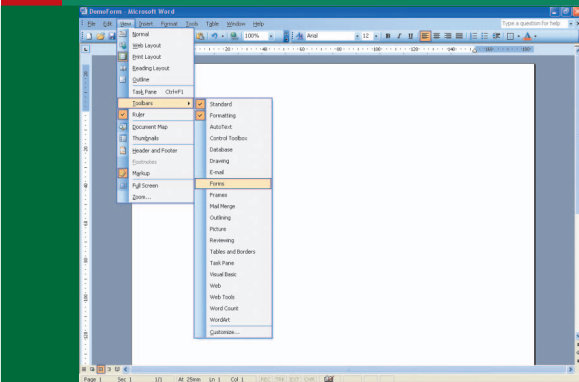 DemoForm - Microsoft Word
File Edit View Insert Format Tools Table Window Help
Type a question for help
100%
Arial
12
B I U
Normal
Web Layout
Print Layout
Reading Layout
Outline
Task Pane Ctrl+F1
Toolbars
Ruler
Document Map
Thumbnails
Header and Footer
Footnotes
Markup
Full Screen
Zoom...
Standard
Formatting
AutoText
Control Toolbox
Database
Drawing
E-mail
Forms
Frames
Mail Merge
Outlining
Picture
Reviewing
Tables and Borders
Task Pane
Visual Basic
Web
Web Tools
Word Count
WordArt
Customize...
Page 1 Sec 1 1/1 At 25mm Ln 1 Col 1 REC TRK EXT OVR